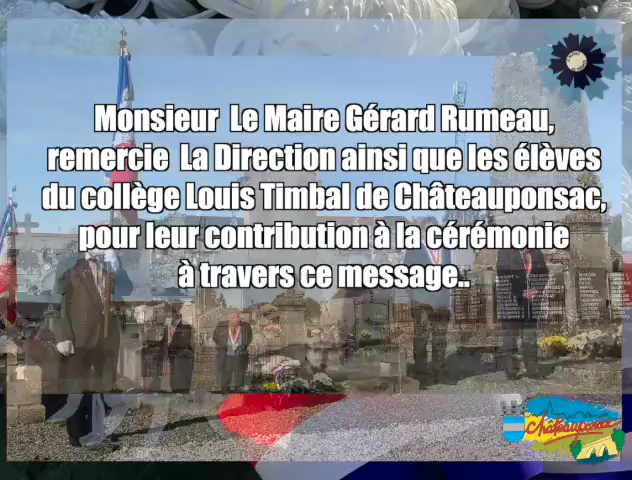 Monsieur Le Maire Gérard Rumeau,
remercie La Direction ainsi que les élèves
du collège Louis Timbal de Châteauponsac,
pour leur contribution à la cérémonie
à travers ce message..
Châteauponsac